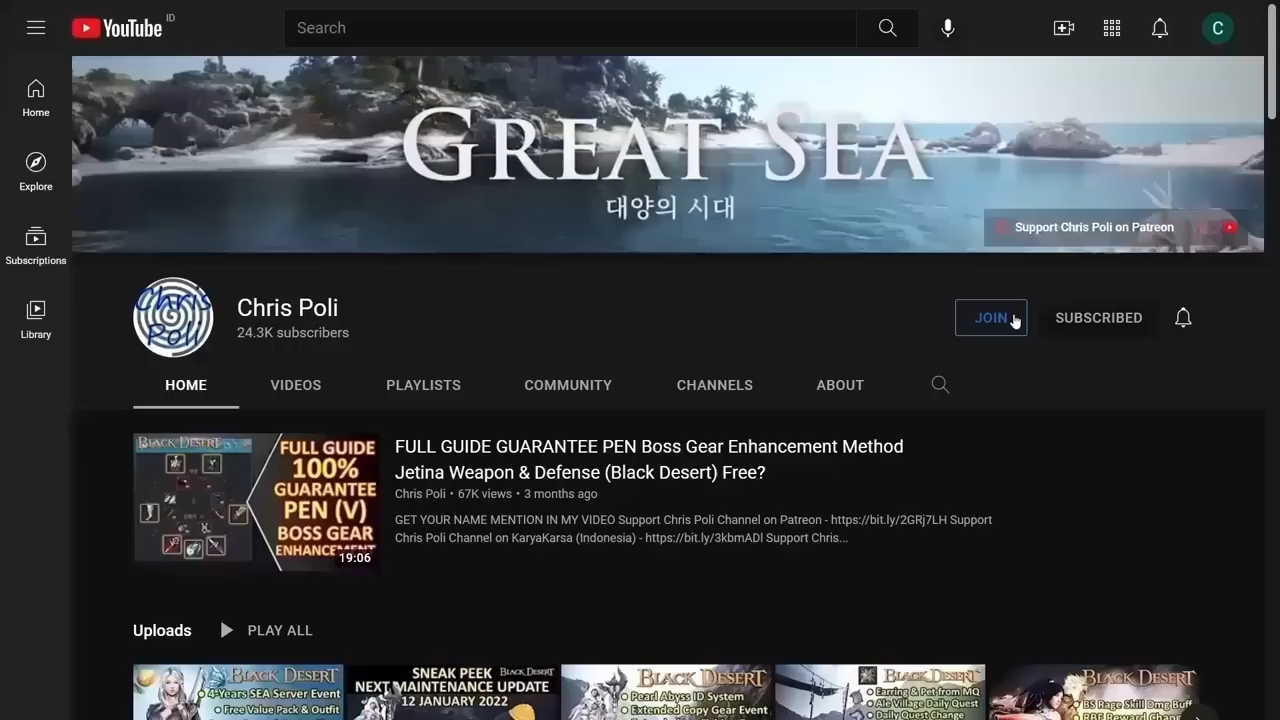 YouTube ID
Search
C
Home
Explore
Subscriptions
Library
GREAT SEA
대양의 시대
Support Chris Poli on Patreon
Chris Poli
Chris Poli
24.3K subscribers
JOIN
SUBSCRIBED
HOME
VIDEOS
PLAYLISTS
COMMUNITY
CHANNELS
ABOUT
BLACK DESERT
FULL GUIDE
100%
GUARANTEE
PEN (V)
BOSS GEAR
ENHANCEMENT
19:06
FULL GUIDE GUARANTEE PEN Boss Gear Enhancement Method
Jetina Weapon & Defense (Black Desert) Free?
Chris Poli • 67K views • 3 months ago
GET YOUR NAME MENTION IN MY VIDEO Support Chris Poli Channel on Patreon - https://bit.ly/2GRj7LH Support
Chris Poli Channel on KaryaKarsa (Indonesia) - https://bit.ly/3kbmADl Support Chris...
Uploads
PLAY ALL
BLACK DESERT
• 4-Years SEA Server Event
• Free Value Pack & Outfit
SNEAK PEEK BLACK DESERT
NEXT MAINTENANCE UPDATE
12 JANUARY 2022
BLACK DESERT
• Pearl Abyss ID System
• Extended Copy Gear Event
BLACK DESERT
• Earring & Pet from MQ
• Ale Village Daily Quest
• Daily Quest Change
BLACK DESERT
• BS Rage Skill Dmg Buff